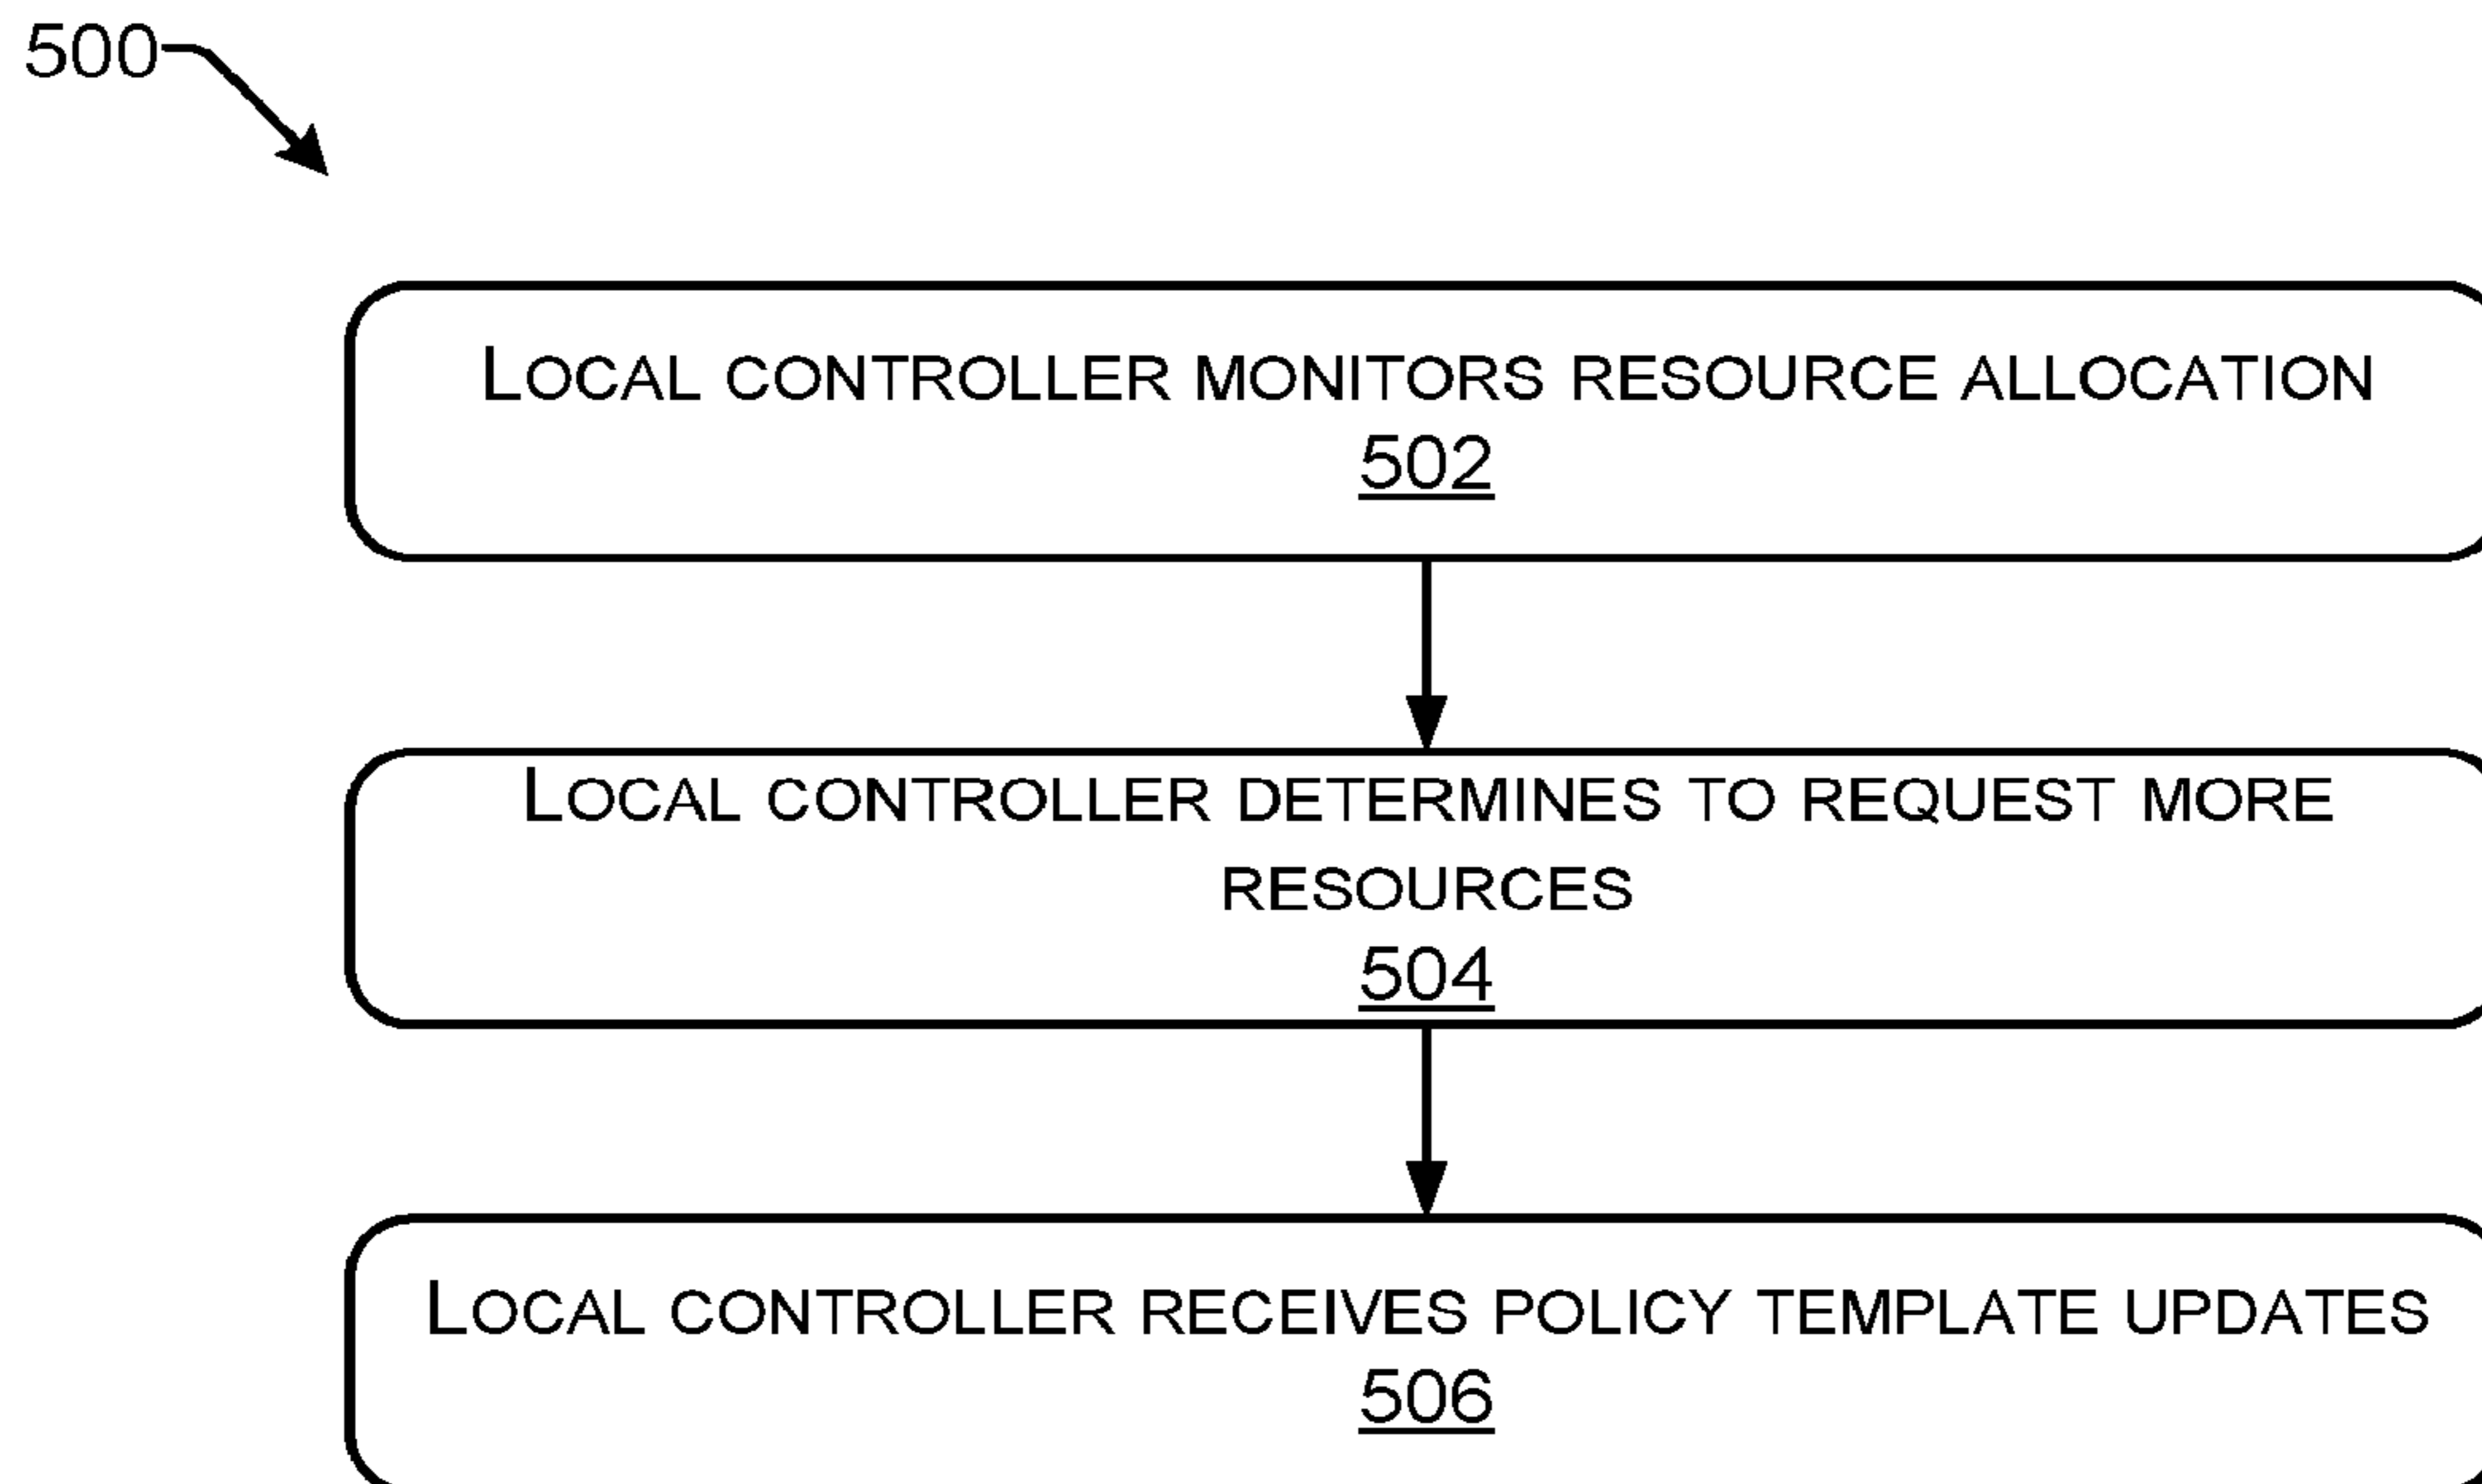 500
LOCAL CONTROLLER MONITORS RESOURCE ALLOCATION
502
LOCAL CONTROLLER DETERMINES TO REQUEST MORE
RESOURCES
504
LOCAL CONTROLLER RECEIVES POLICY TEMPLATE UPDATES
506